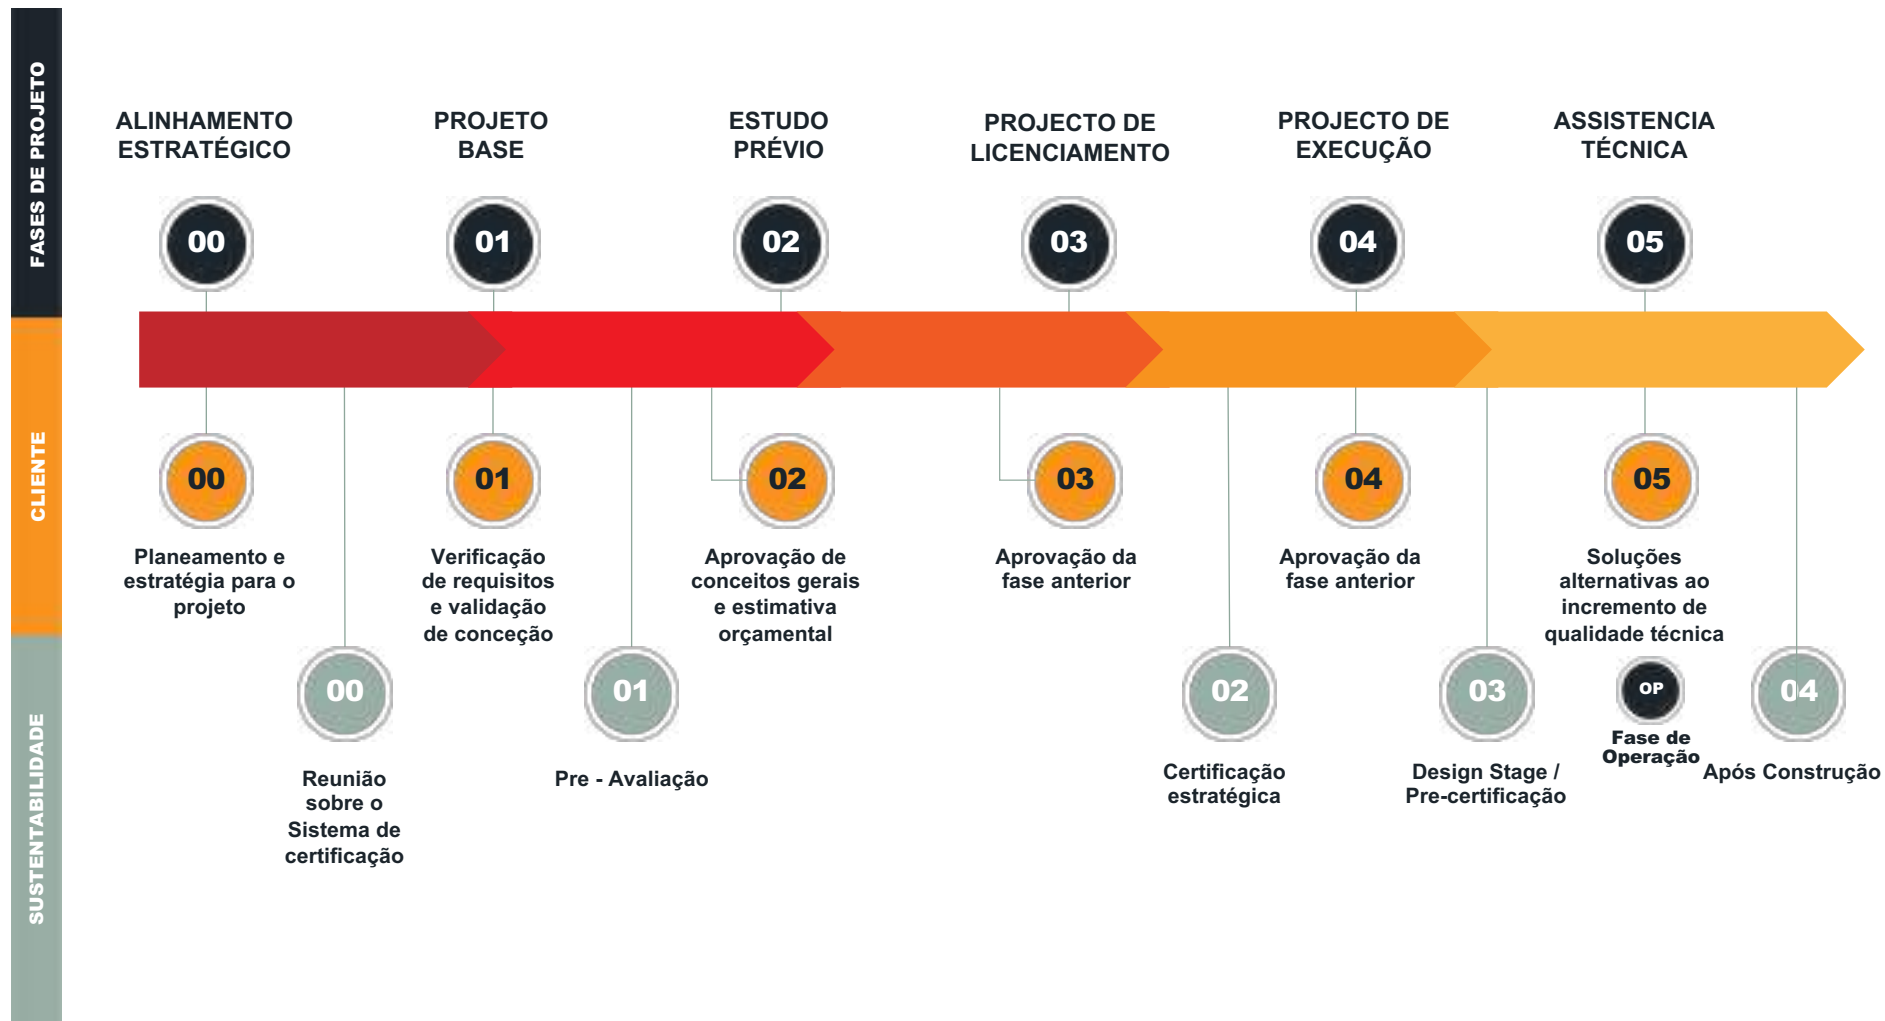 FASES DE PROJETO
ALINHAMENTO
ESTRATÉGICO
PROJETO
BASE
ESTUDO
PRÉVIO
PROJECTO DE
LICENCIAMENTO
PROJECTO DE
EXECUÇÃO
ASSISTENCIA
TÉCNICA
00
01
02
03
04
05
CLIENTE
00
Planeamento e
estratégia para o
projeto
01
Verificação
de requisitos
e validação
de conceção
02
Aprovação de
conceitos gerais
e estimativa
orçamental
03
Aprovação da
fase anterior
04
Aprovação da
fase anterior
05
Soluções
alternativas ao
incremento de
qualidade técnica
SUSTENTABILIDADE
00
Reunião
sobre o
Sistema de
certificação
01
Pre - Avaliação
02
Certificação
estratégica
03
Design Stage /
Pre-certificação
OP
Fase de
Operação
04
Após Construção